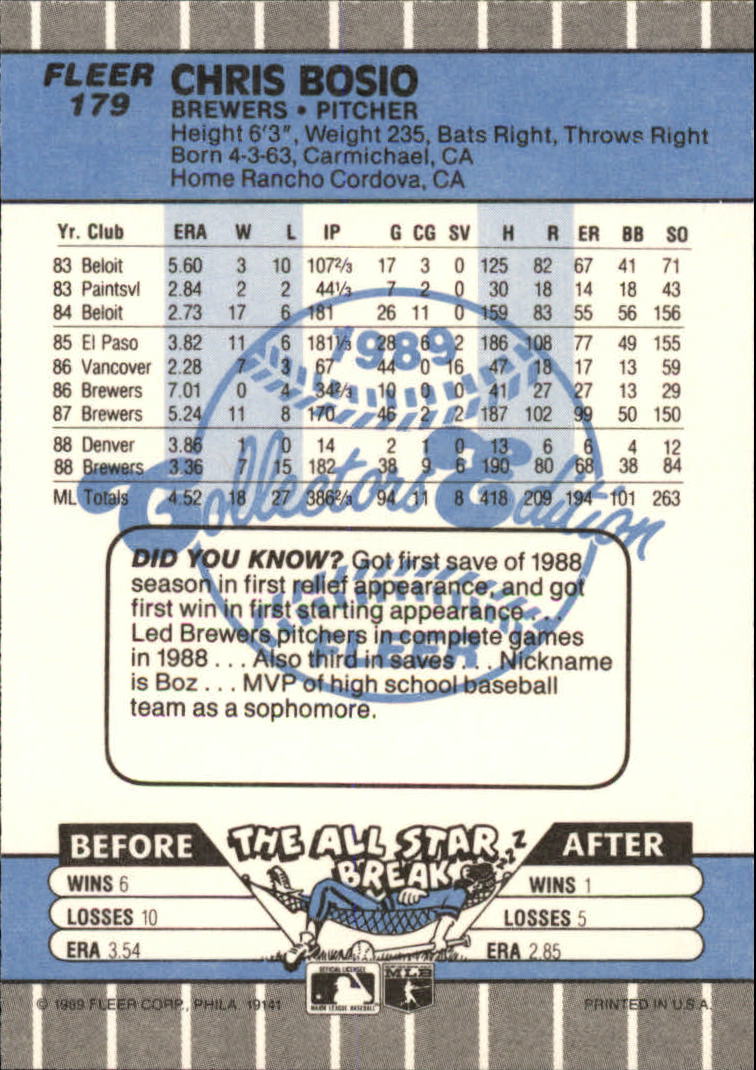 FLEER CHRIS BOSIO
179 BREWERS • PITCHER
Height 6'3", Weight 235, Bats Right, Throws Right
Born 4-3-63, Carmichael, CA
Home Rancho Cordova, CA
Yr. Club ERA W L IP G CG SV H R ER BB SO
83 Beloit 5.60 3 10 107⅔ 17 3 0 125 82 67 41 71
83 Paintsvl 2.84 2 2 44⅓ 7 2 0 30 18 14 18 43
84 Beloit 2.73 17 6 181 26 11 0 159 83 55 56 156
85 El Paso 3.82 11 6 181⅓ 28 6 2 186 108 77 49 155
86 Vancover 2.28 7 3 67 44 0 16 47 18 17 13 59
86 Brewers 7.01 0 4 34⅔ 10 0 0 41 27 27 13 29
87 Brewers 5.24 11 8 170 46 2 2 187 102 99 50 150
88 Denver 3.86 1 0 14 2 1 0 13 6 6 4 12
88 Brewers 3.36 7 15 182 38 9 6 190 80 68 38 84
ML Totals 4.52 18 27 386⅔ 94 11 8 418 209 194 101 263
1989
Collectors Edition
FLEER
DID YOU KNOW? Got first save of 1988
season in first relief appearance, and got
first win in first starting appearance . . .
Led Brewers pitchers in complete games
in 1988 . . . Also third in saves . . . Nickname
is Boz . . . MVP of high school baseball
team as a sophomore.
BEFORE THE ALL STAR BREAK ZZZZ AFTER
WINS 6 WINS 1
LOSSES 10 LOSSES 5
ERA 3.54 ERA 2.85
OFFICIAL LICENSEE
MAJOR LEAGUE BASEBALL
MLB
© 1989 FLEER CORP., PHILA 19141 PRINTED IN U.S.A.